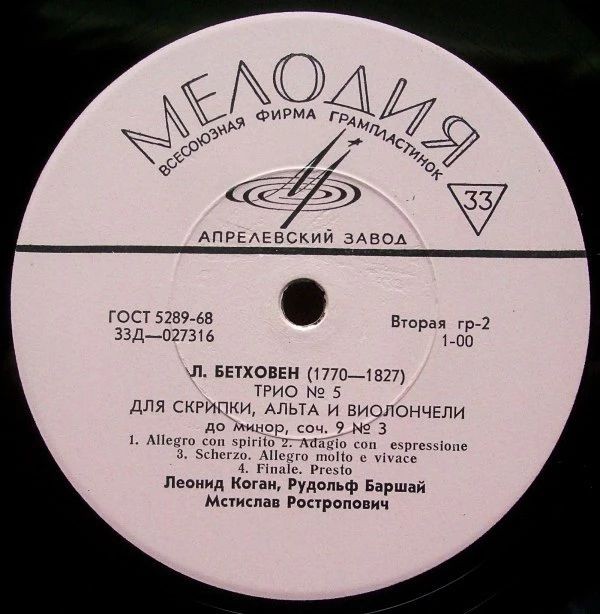 МЕЛОДИЯ
ВСЕСОЮЗНАЯ ФИРМА ГРАМПЛАСТИНОК
33
АПРЕЛЕВСКИЙ ЗАВОД
ГОСТ 5289-68
33Д—027316
Вторая гр-2
1-00
Л. БЕТХОВЕН (1770—1827)
ТРИО № 5
ДЛЯ СКРИПКИ, АЛЬТА И ВИОЛОНЧЕЛИ
до минор, соч. 9 № 3
1. Allegro con spirito 2. Adagio con espressione
3. Scherzo. Allegro molto e vivace
4. Finale. Presto
Леонид Коган, Рудольф Баршай
Мстислав Ростропович